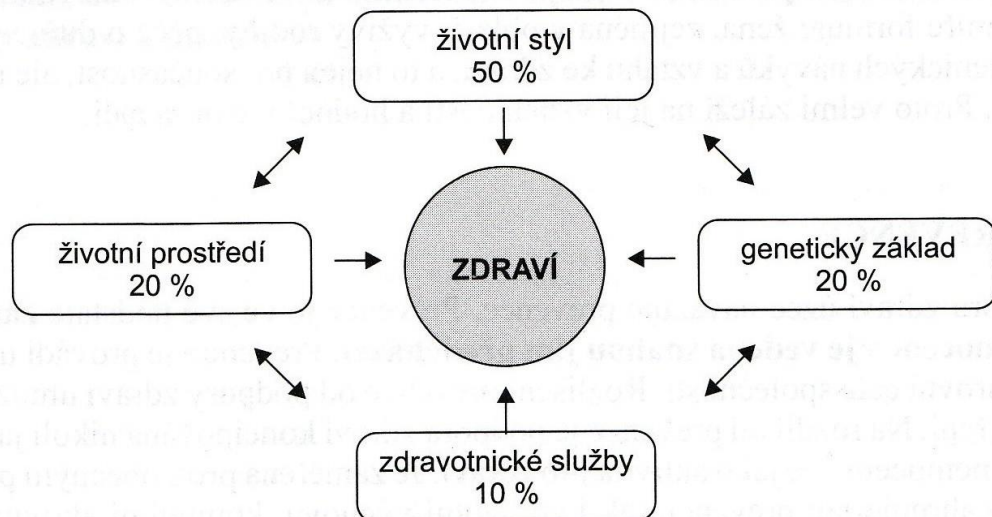 životní styl
50 %
životní prostředí
20 %
ZDRAVÍ
genetický základ
20 %
zdravotnické služby
10 %